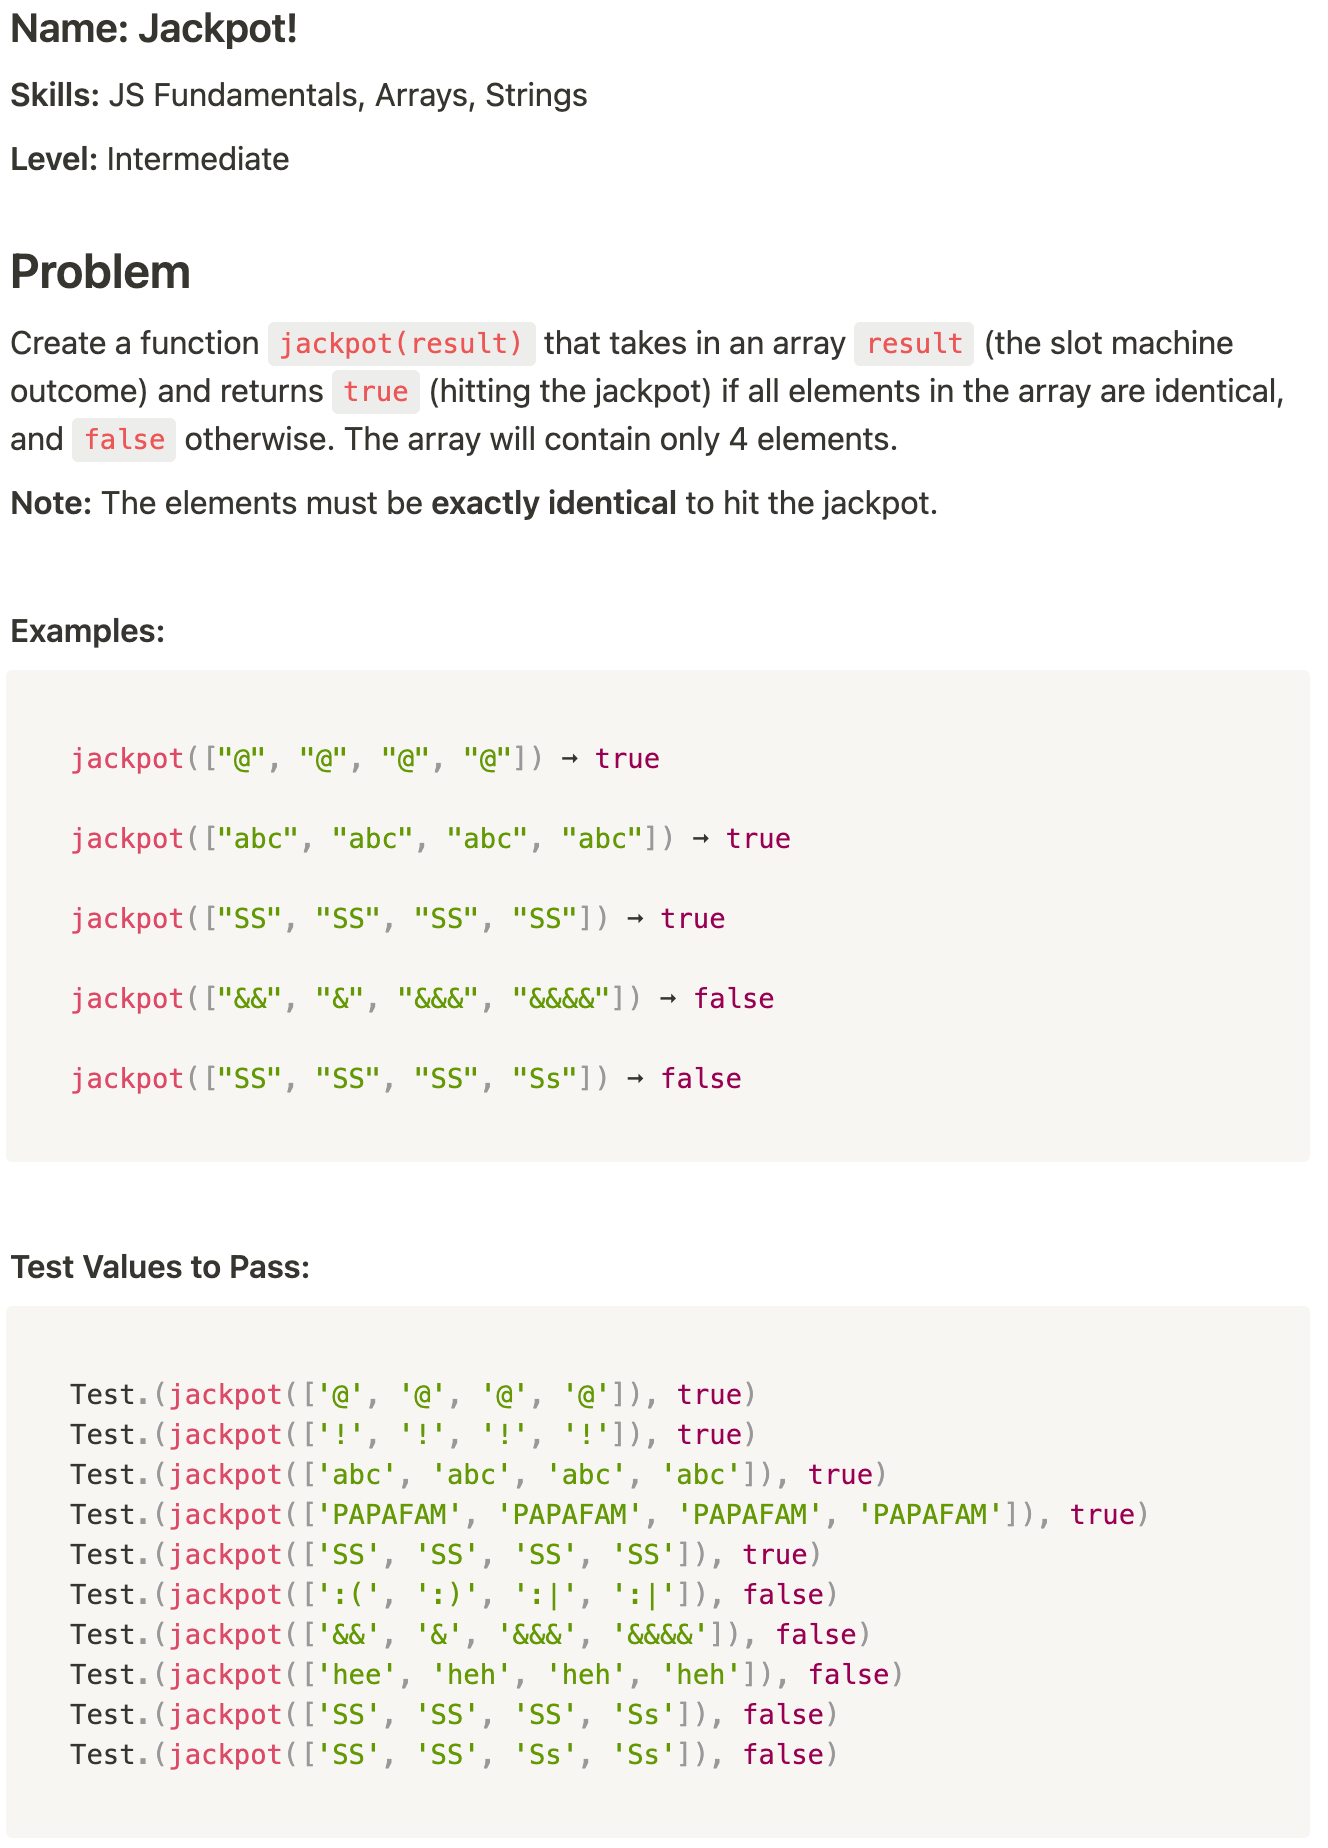 Name: Jackpot!
Skills: JS Fundamentals, Arrays, Strings
Level: Intermediate
Problem
Create a function jackpot(result) that takes in an array result (the slot machine
outcome) and returns true (hitting the jackpot) if all elements in the array are identical,
and false otherwise. The array will contain only 4 elements.
Note: The elements must be exactly identical to hit the jackpot.
Examples:
jackpot(["@", "@", "@", "@"]) → true
jackpot(["abc", "abc", "abc", "abc"]) → true
jackpot(["SS", "SS", "SS", "SS"]) → true
jackpot(["&&", "&", "&&&", "&&&&"]) → false
jackpot(["SS", "SS", "SS", "Ss"]) → false
Test Values to Pass:
Test.(jackpot(['@', '@', '@', '@']), true)
Test.(jackpot(['!', '!', '!', '!']), true)
Test.(jackpot(['abc', 'abc', 'abc', 'abc']), true)
Test.(jackpot(['PAPAFAM', 'PAPAFAM', 'PAPAFAM', 'PAPAFAM']), true)
Test.(jackpot(['SS', 'SS', 'SS', 'SS']), true)
Test.(jackpot([':(', ':)', ':|', ':|']), false)
Test.(jackpot(['&&', '&', '&&&', '&&&&']), false)
Test.(jackpot(['hee', 'heh', 'heh', 'heh']), false)
Test.(jackpot(['SS', 'SS', 'SS', 'Ss']), false)
Test.(jackpot(['SS', 'SS', 'Ss', 'Ss']), false)